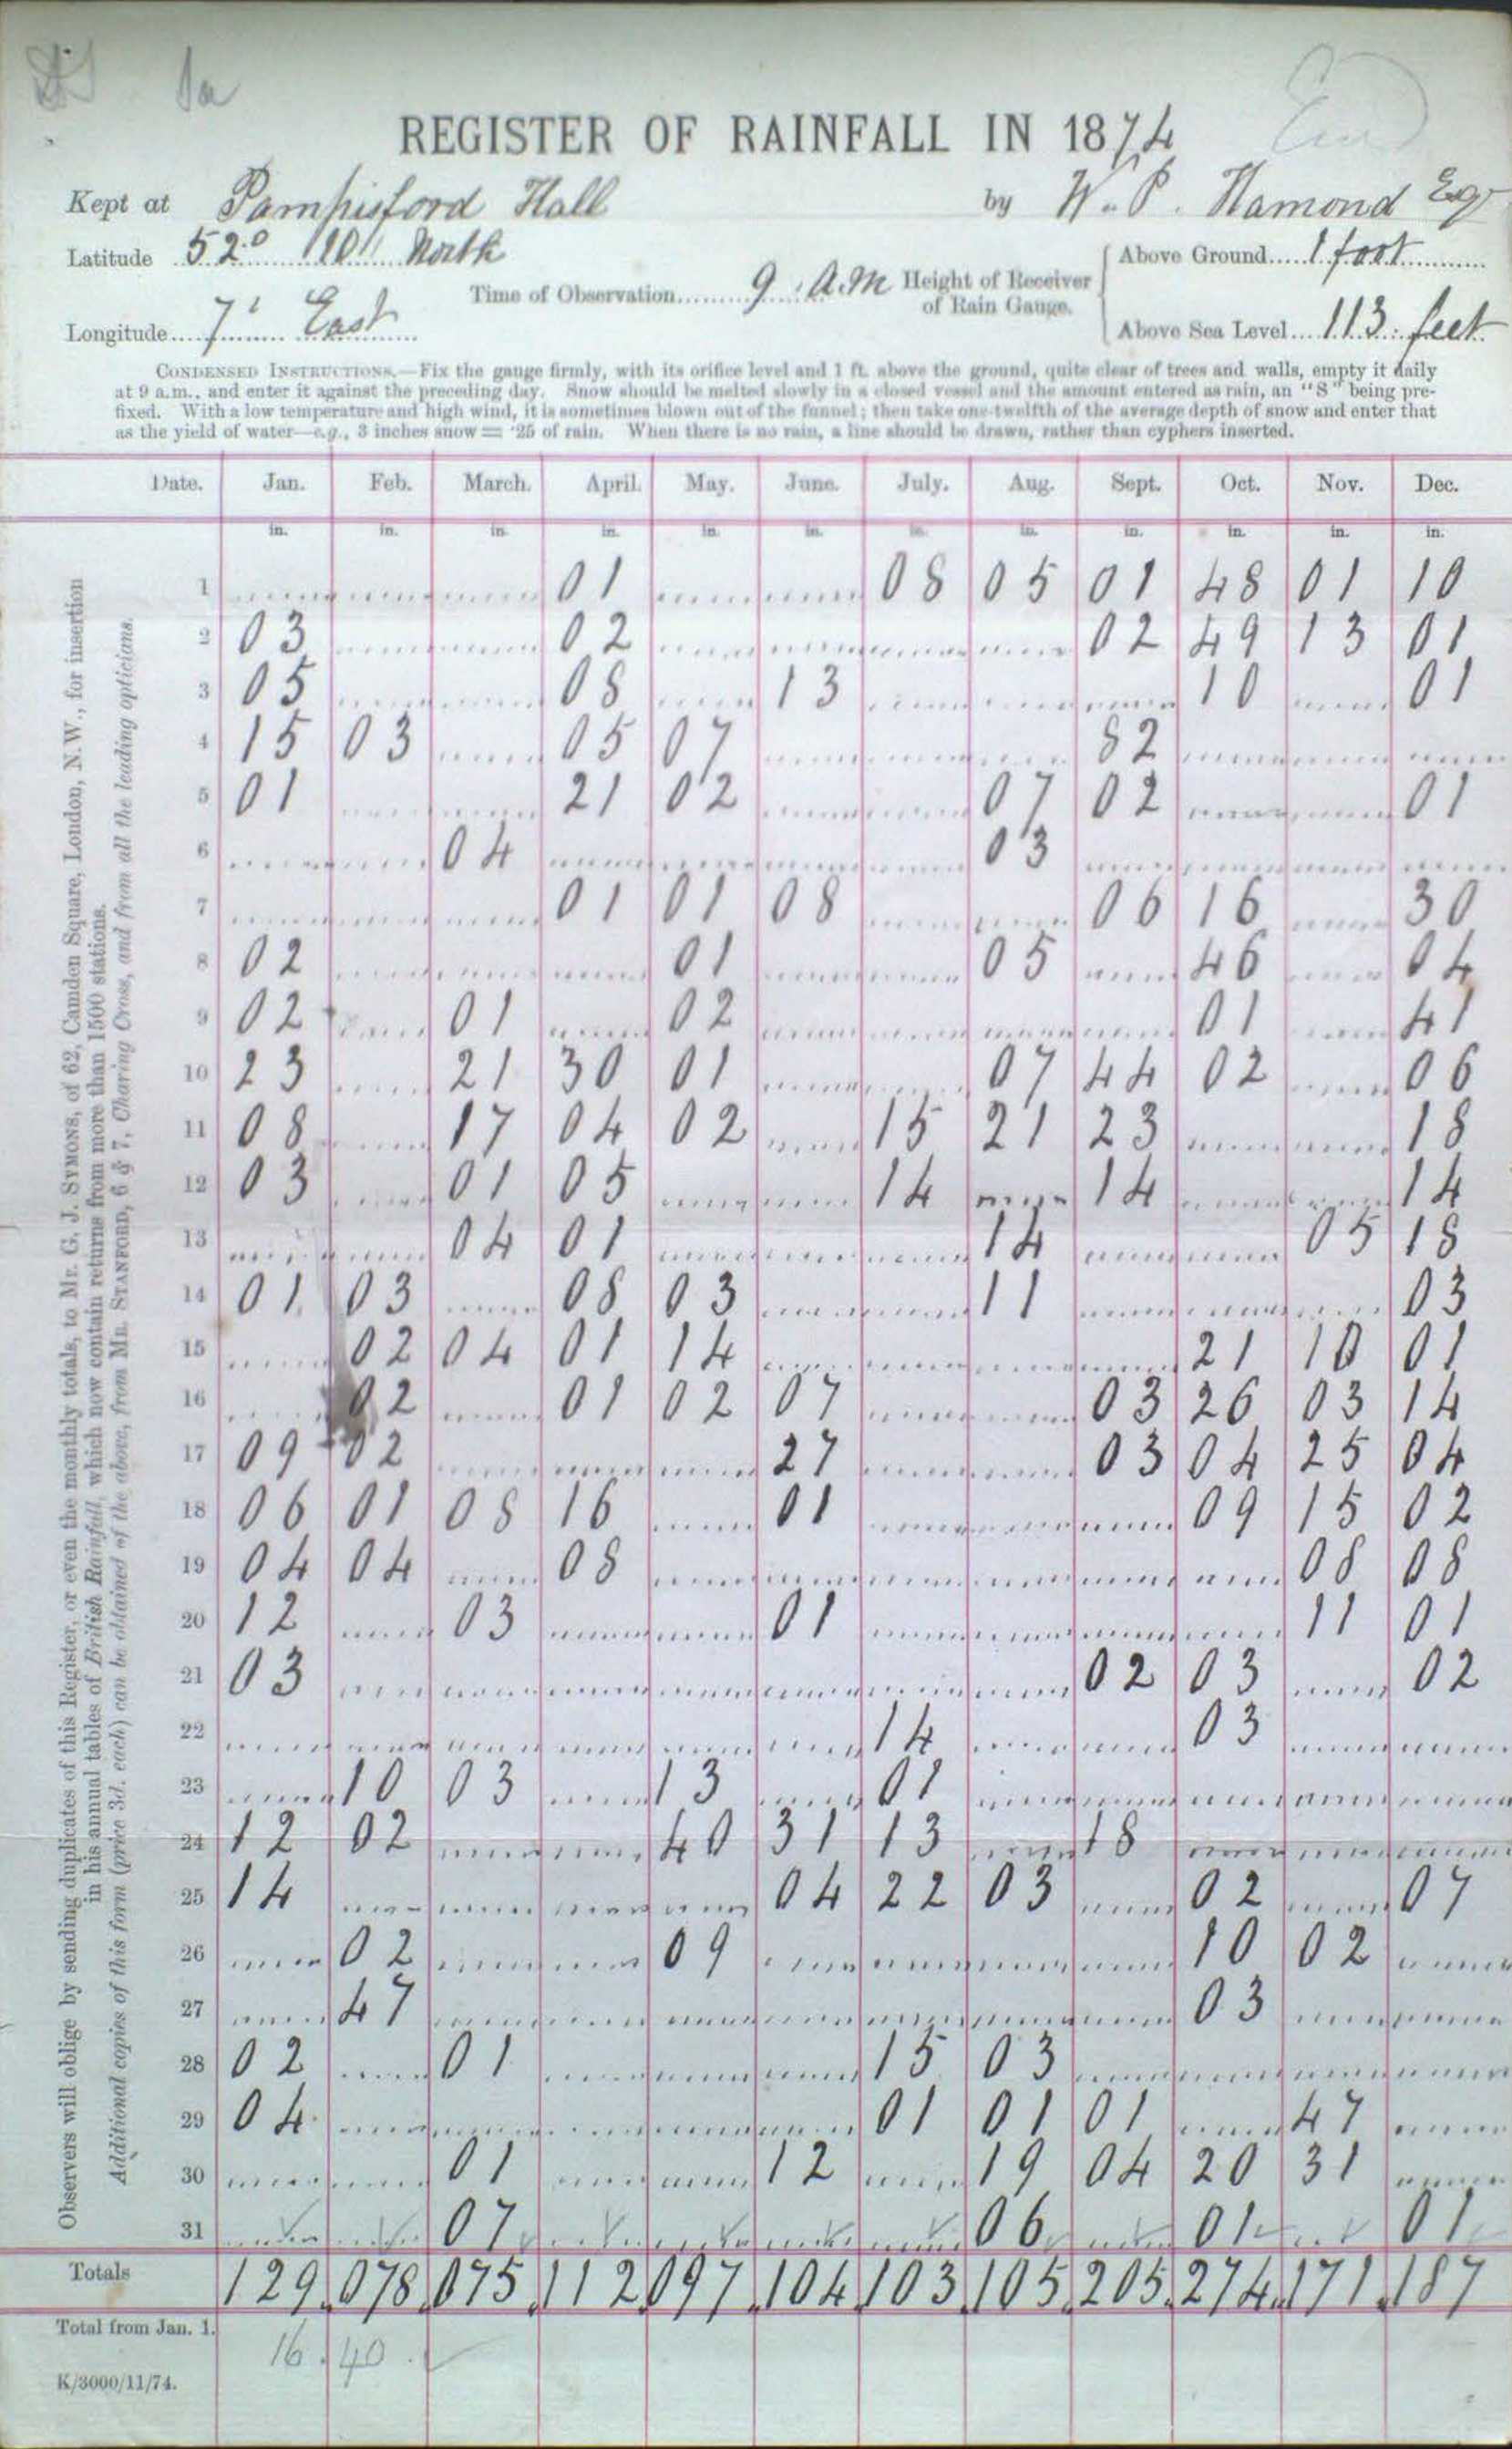 REGISTER OF RAINFALL IN 1874
Kept at Pampisford Hall by W. P. Hamond Esqr
Latitude 52° 10' North
Time of Observation 9 A.M Height of Receiver of Rain Gauge.
Above Ground 1 foot
Longitude 7' East
Above Sea Level 113 feet
CONDENSED INSTRUCTIONS.—Fix the gauge firmly, with its orifice level and 1 ft. above the ground, quite clear of trees and walls, empty it daily
at 9 a.m., and enter it against the preceding day. Snow should be melted slowly in a closed vessel and the amount entered as rain, an "S" being pre-
fixed. With a low temperature and high wind, it is sometimes blown out of the funnel; then take one-twelfth of the average depth of snow and enter that
as the yield of water—e.g., 3 inches snow = ·25 of rain. When there is no rain, a line should be drawn, rather than cyphers inserted.
Date. Jan. Feb. March. April. May. June. July. Aug. Sept. Oct. Nov. Dec.
in. in. in. in. in. in. in. in. in. in. in. in.
1 01 08 05 01 48 01 10
2 03 02 02 49 13 01
3 05 08 13 10 01
4 15 03 05 07 82
5 01 21 02 07 02 01
6 04 03
7 01 01 08 06 16 30
8 02 01 05 46 04
9 02 01 02 01 41
10 23 21 30 01 07 44 02 06
11 08 17 04 02 15 21 23 18
12 03 01 05 14 14 14
13 04 01 14 05 18
14 01 03 08 03 11 03
15 02 04 01 14 21 10 01
16 02 01 02 07 03 26 03 14
17 09 02 27 03 04 25 04
18 06 01 08 16 01 09 15 02
19 04 04 08 08 08
20 12 03 01 11 01
21 03 02 03 02
22 14 03
23 10 03 13 01
24 12 02 40 31 13 18
25 14 04 22 03 02 07
26 02 09 10 02
27 47 03
28 02 01 15 03
29 04 01 01 01 47
30 01 12 19 04 20 31
31 07 06 01 01
Totals 129 078 075 112 097 104 103 105 205 274 171 187
Total from Jan. 1. 16.40
K/3000/11/74.
Observers will oblige by sending duplicates of this Register, or even the monthly totals, to Mr. G. J. SYMONS, of 62, Camden Square, London, N.W., for insertion
in his annual tables of British Rainfall, which now contain returns from more than 1500 stations.
Additional copies of this form (price 3d. each) can be obtained of the above, from MR. STANFORD, 6 & 7, Charing Cross, and from all the leading opticians.